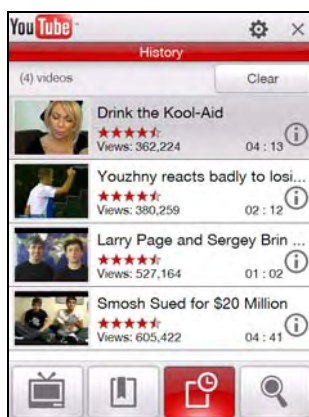 YouTube
History
(4) videos Clear
Drink the Kool-Aid
Views: 362,224 04 : 13
Youzhny reacts badly to losi...
Views: 380,259 02 : 12
Larry Page and Sergey Brin ...
Views: 527,164 01 : 02
Smosh Sued for $20 Million
Views: 605,422 04 : 41